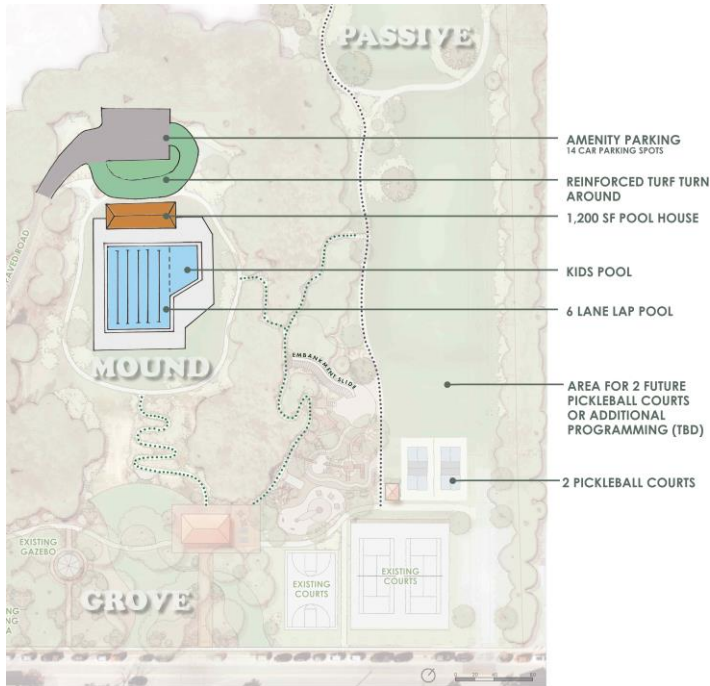 PASSIVE
AMENITY PARKING
14 CAR PARKING SPOTS
REINFORCED TURF TURN
AROUND
1,200 SF POOL HOUSE
PAVED ROAD
KIDS POOL
6 LANE LAP POOL
MOUND
EMBANKMENT SLIDE
AREA FOR 2 FUTURE
PICKLEBALL COURTS
OR ADDITIONAL
PROGRAMMING (TBD)
2 PICKLEBALL COURTS
EXISTING
GAZEBO
EXISTING
COURTS
EXISTING
COURTS
GROVE